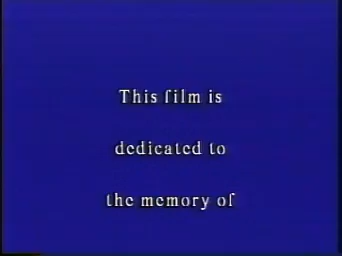 This film is
dedicated to
the memory of